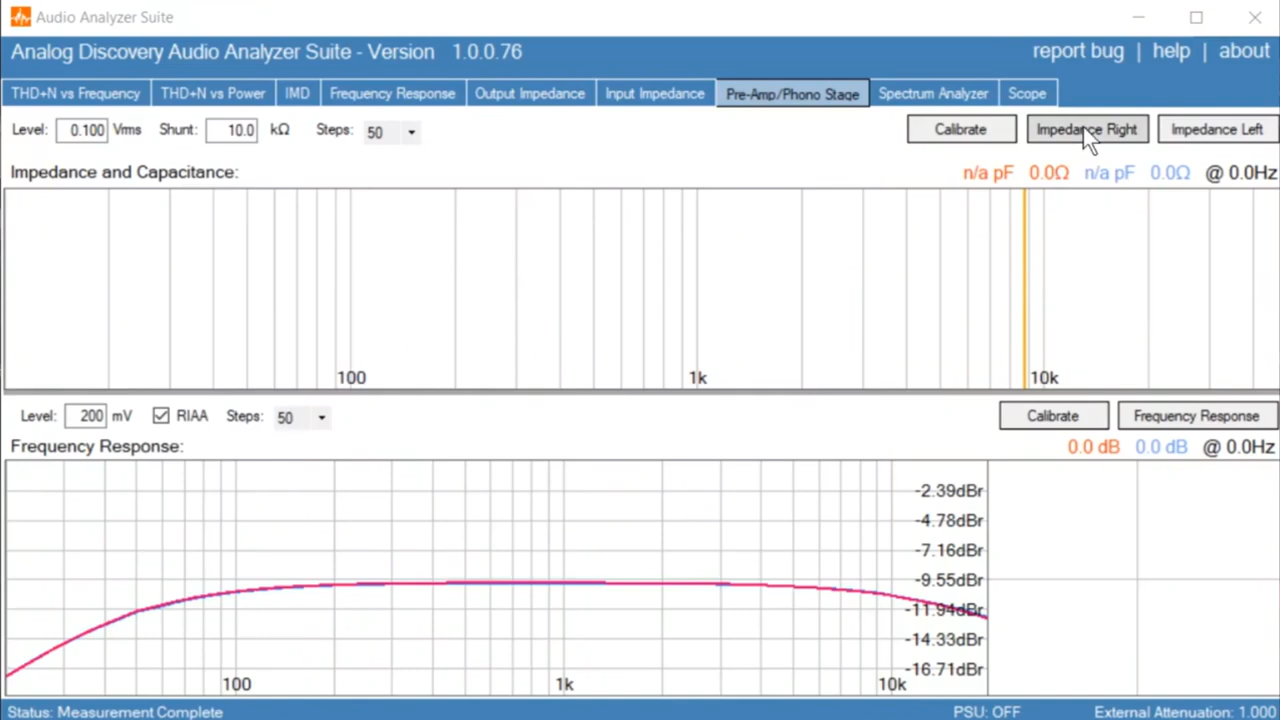 Audio Analyzer Suite
Analog Discovery Audio Analyzer Suite - Version 1.0.0.76
report bug | help | about
THD+N vs Frequency THD+N vs Power IMD Frequency Response Output Impedance Input Impedance Pre-Amp/Phono Stage Spectrum Analyzer Scope
Level: 0.100 Vrms Shunt: 10.0 kΩ Steps: 50 Calibrate Impedance Right Impedance Left
Impedance and Capacitance: n/a pF 0.0Ω n/a pF 0.0Ω @ 0.0Hz
100 1k 10k
Level: 200 mV RIAA Steps: 50 Calibrate Frequency Response
Frequency Response: 0.0 dB 0.0 dB @ 0.0Hz
-2.39dBr
-4.78dBr
-7.16dBr
-9.55dBr
-11.94dBr
-14.33dBr
-16.71dBr
100 1k 10k
Status: Measurement Complete PSU: OFF External Attenuation: 1.000